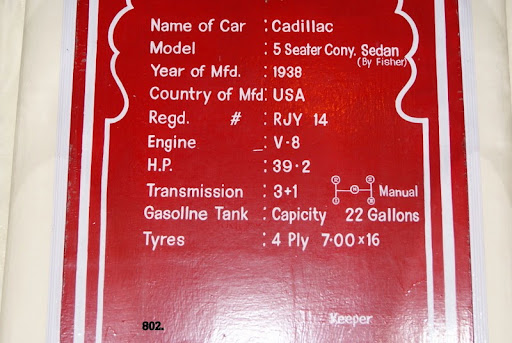 Name of Car : Cadillac
Model : 5 Seater Conv. Sedan
(By Fisher)
Year of Mfd. : 1938
Country of Mfd : USA
Regd. # : RJY 14
Engine : V-8
H.P. : 39·2
Transmission : 3+1 Manual
Gasoline Tank : Capicity 22 Gallons
Tyres : 4 Ply 7·00 x 16
Keeper
802.